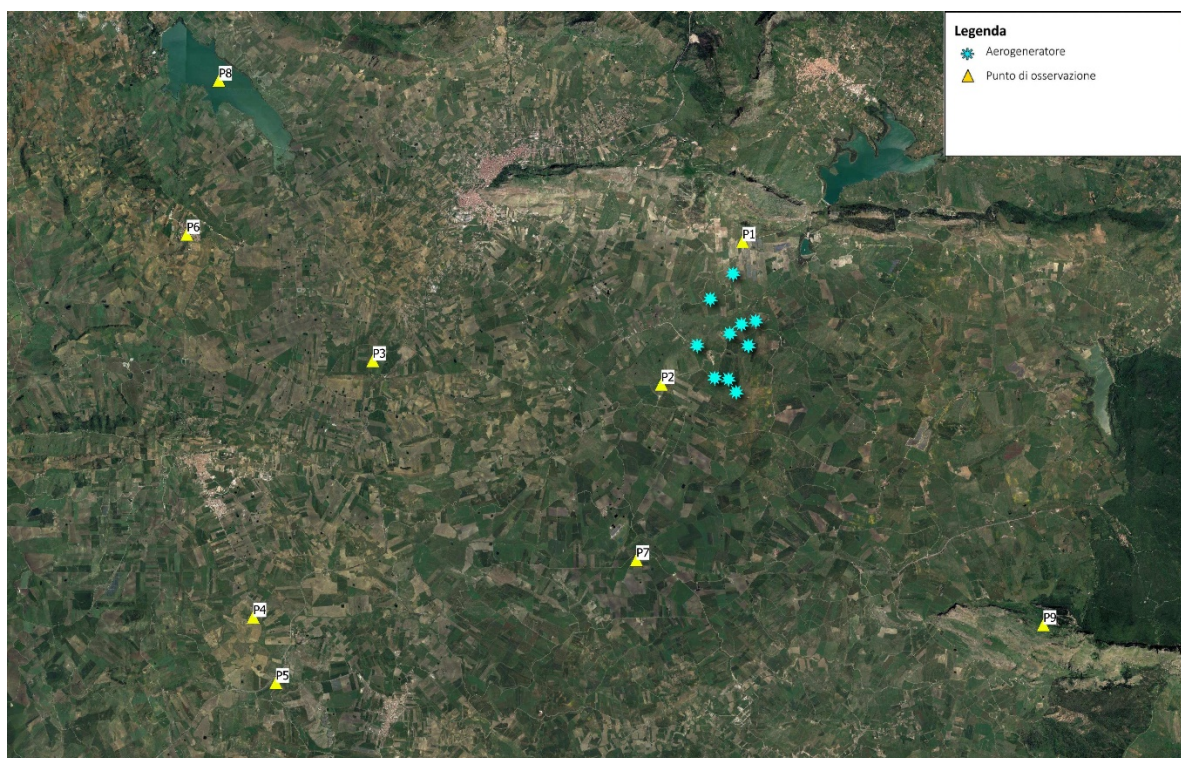 Legenda
Aerogeneratore
Punto di osservazione
P8
P6
P1
P3
P2
P7
P4
P9
P5